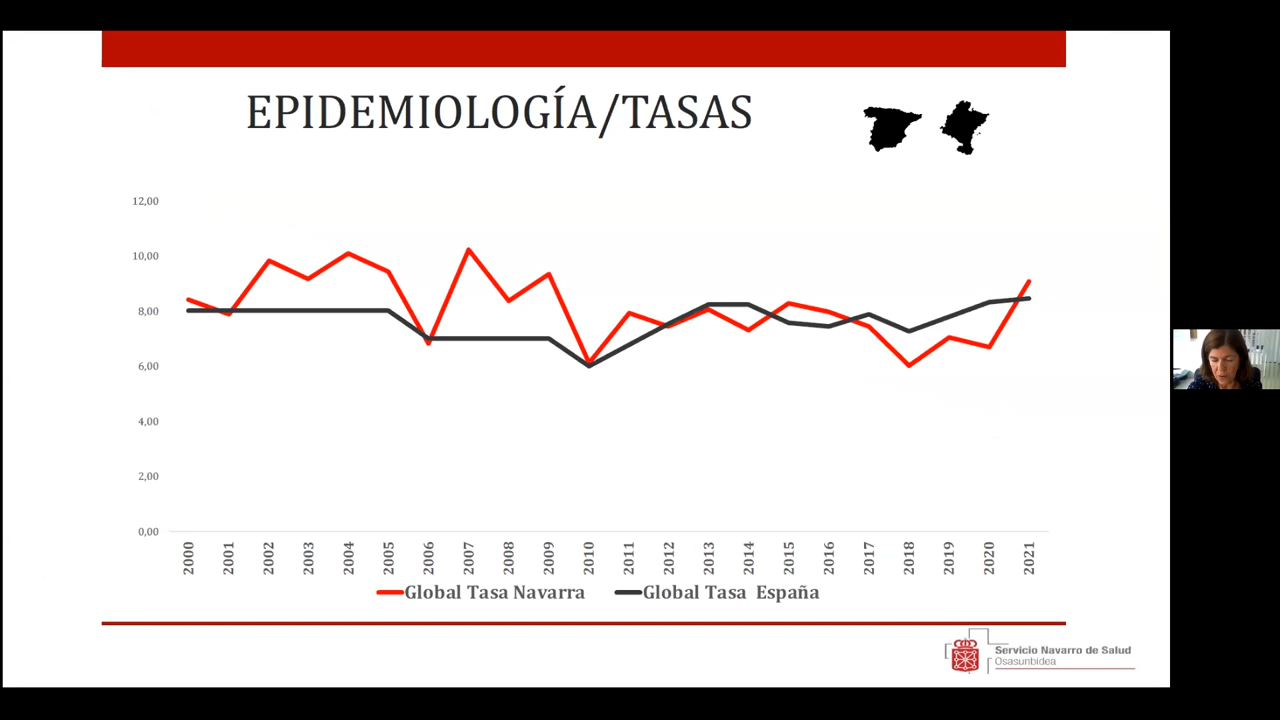 EPIDEMIOLOGÍA/TASAS
12,00
10,00
8,00
6,00
4,00
2,00
0,00
2000 2001 2002 2003 2004 2005 2006 2007 2008 2009 2010 2011 2012 2013 2014 2015 2016 2017 2018 2019 2020 2021
Global Tasa Navarra Global Tasa España
Servicio Navarro de Salud
Osasunbidea